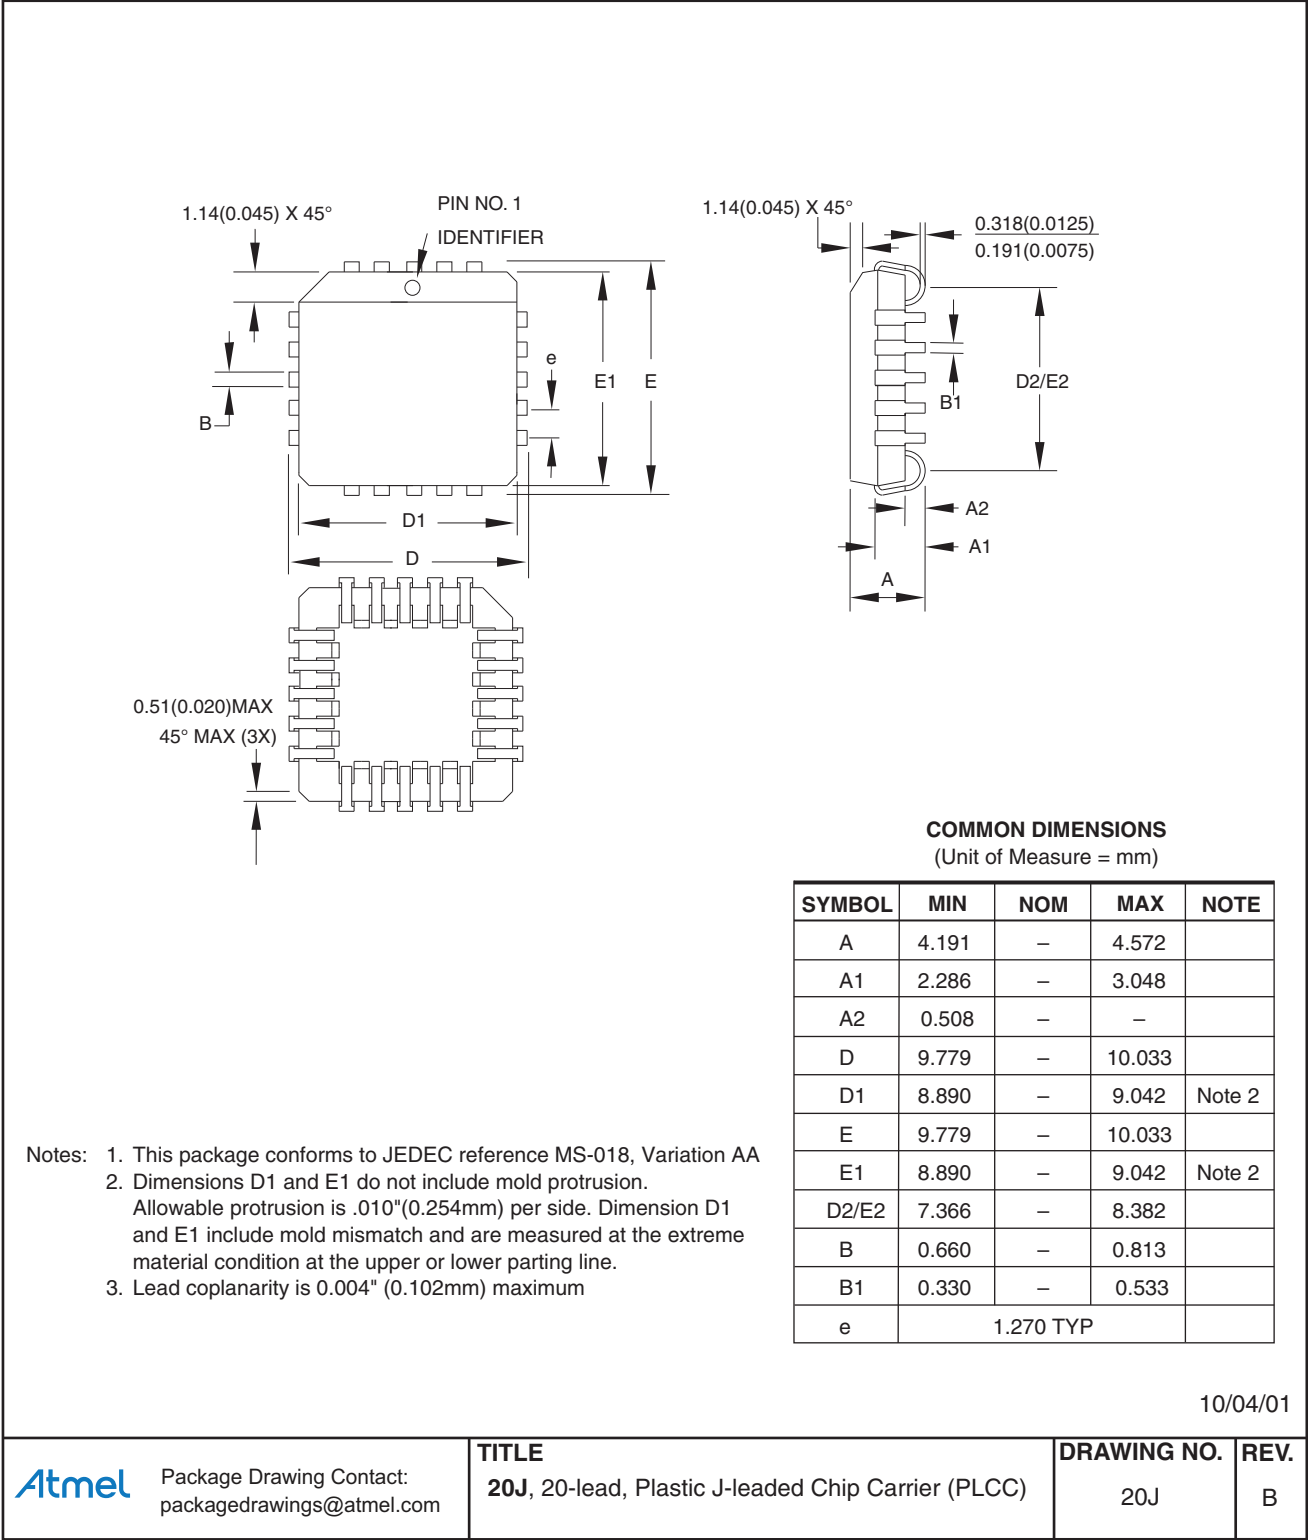 1.14(0.045) X 45°
PIN NO. 1
IDENTIFIER
1.14(0.045) X 45°
0.318(0.0125)
0.191(0.0075)
e
E1
E
B
D1
D
B1
D2/E2
A2
A1
A
0.51(0.020)MAX
45° MAX (3X)
COMMON DIMENSIONS
(Unit of Measure = mm)
SYMBOL MIN NOM MAX NOTE
A 4.191 – 4.572
A1 2.286 – 3.048
A2 0.508 – –
D 9.779 – 10.033
D1 8.890 – 9.042 Note 2
E 9.779 – 10.033
E1 8.890 – 9.042 Note 2
D2/E2 7.366 – 8.382
B 0.660 – 0.813
B1 0.330 – 0.533
e 1.270 TYP
Notes: 1. This package conforms to JEDEC reference MS-018, Variation AA
2. Dimensions D1 and E1 do not include mold protrusion.
Allowable protrusion is .010"(0.254mm) per side. Dimension D1
and E1 include mold mismatch and are measured at the extreme
material condition at the upper or lower parting line.
3. Lead coplanarity is 0.004" (0.102mm) maximum
10/04/01
Atmel
Package Drawing Contact:
packagedrawings@atmel.com
TITLE
20J, 20-lead, Plastic J-leaded Chip Carrier (PLCC)
DRAWING NO.
20J
REV.
B